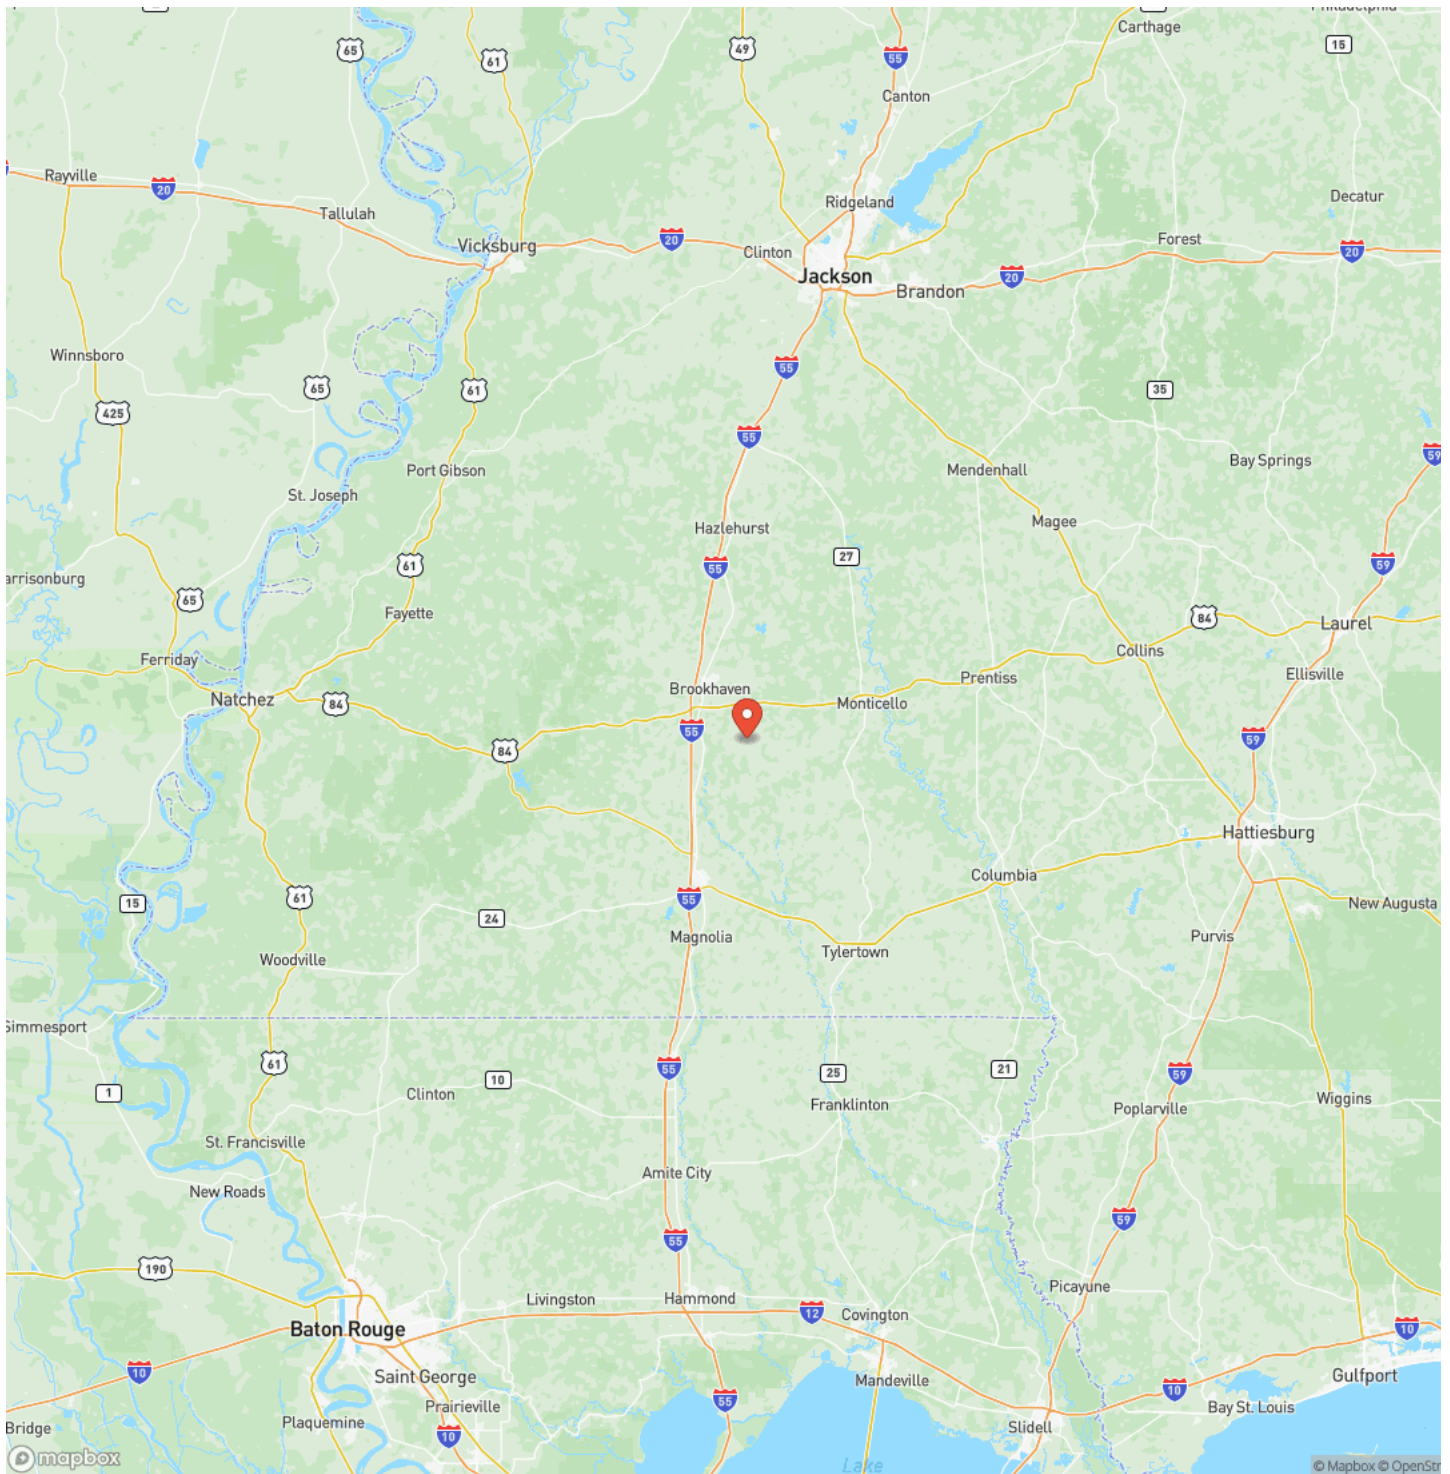 Carthage
65
61
49
55
15
Canton
Rayville
20
Decatur
Ridgeland
Tallulah
Vicksburg
20
Clinton
Forest
20
Jackson
20
Brandon
Winnsboro
55
65
61
35
425
55
59
Port Gibson
Mendenhall
Bay Springs
St. Joseph
Magee
Hazlehurst
27
55
61
59
arrisonburg
65
Fayette
84
Laurel
Ferriday
Collins
Prentiss
Ellisville
Brookhaven
Natchez
84
Monticello
55
59
84
Hattiesburg
Columbia
15
61
55
New Augusta
24
Magnolia
Purvis
Tylertown
Woodville
Simmesport
61
55
25
21
59
10
1
Clinton
Franklinton
Poplarville
Wiggins
St. Francisville
Amite City
New Roads
59
55
190
Picayune
Livingston
Hammond
12
Covington
Baton Rouge
10
10
Saint George
Mandeville
Gulfport
55
10
Prairieville
Bay St. Louis
Plaquemine
Slidell
Bridge
10
mapbox
Lake
© Mapbox © OpenStr